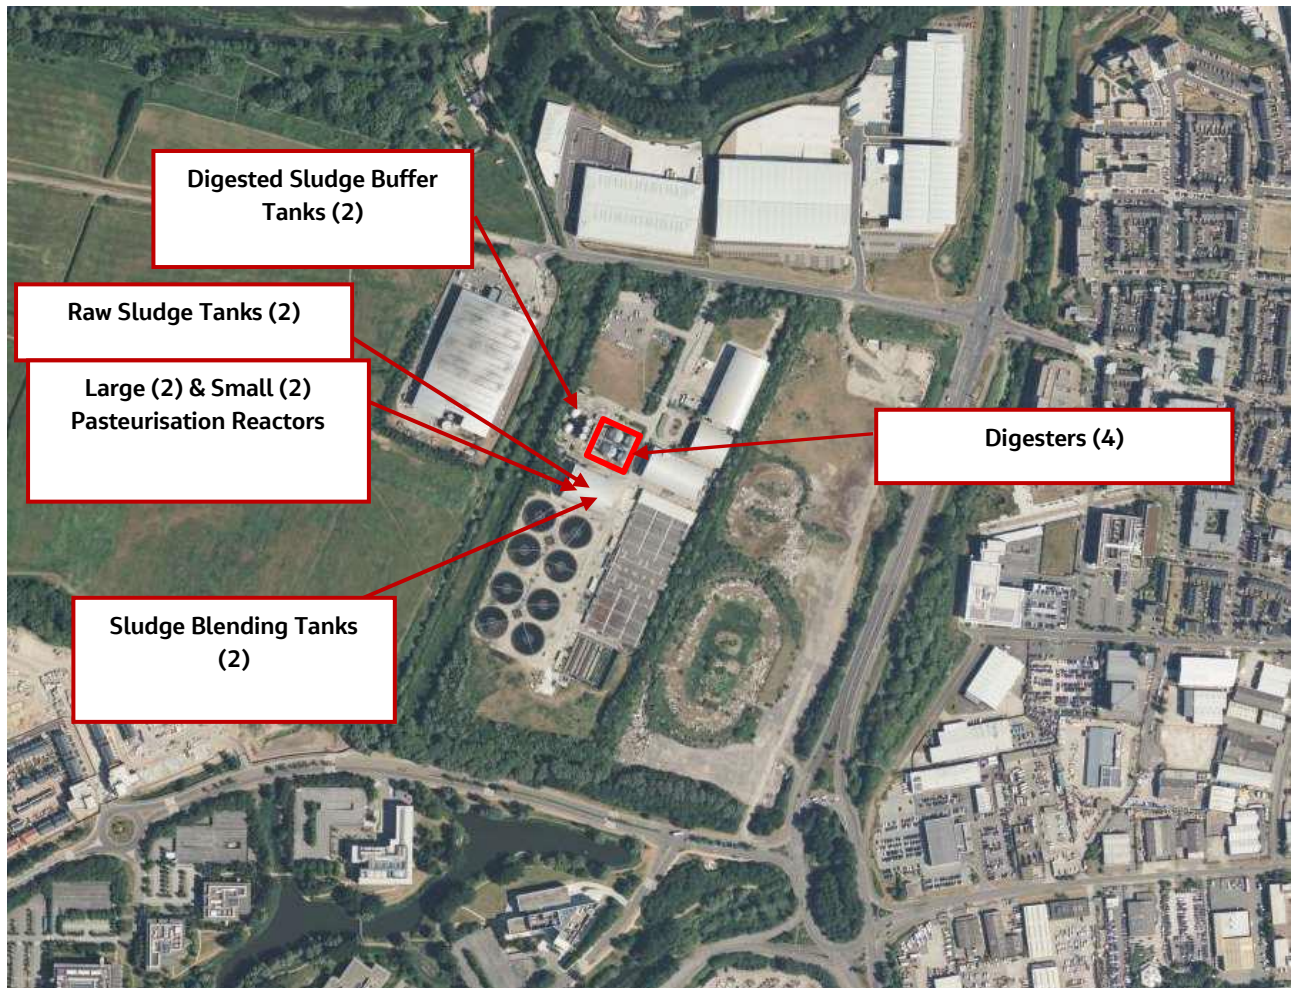 Digested Sludge Buffer
Tanks (2)
Raw Sludge Tanks (2)
Large (2) & Small (2)
Pasteurisation Reactors
Digesters (4)
Sludge Blending Tanks
(2)